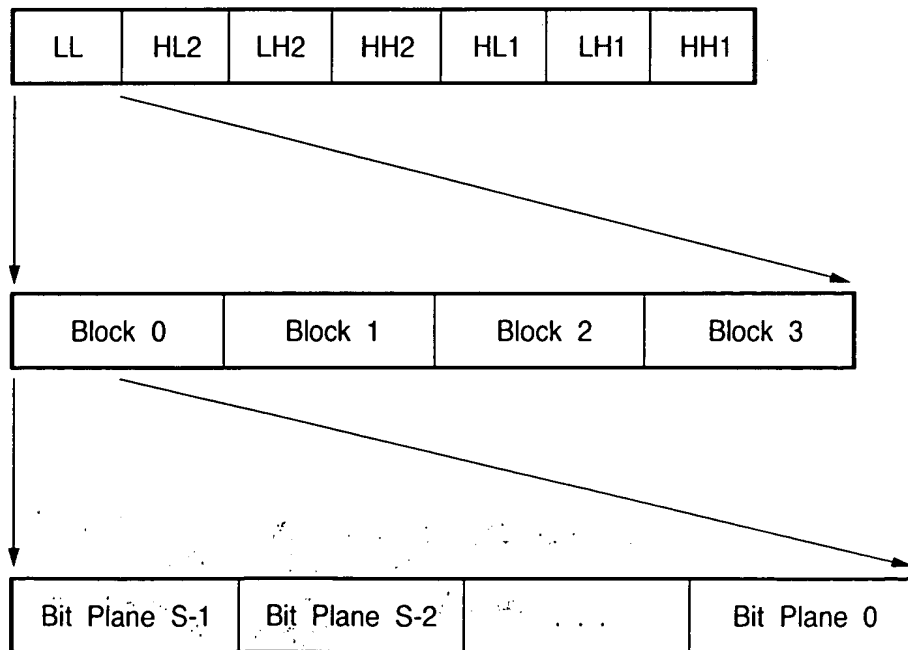 LL HL2 LH2 HH2 HL1 LH1 HH1
Block 0 Block 1 Block 2 Block 3
Bit Plane S-1 Bit Plane S-2 . . . Bit Plane 0